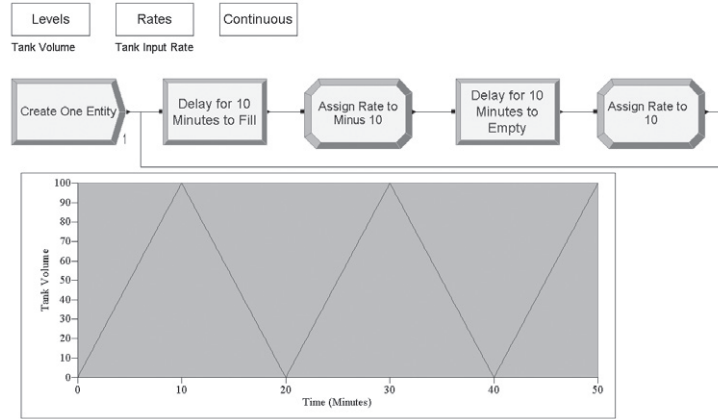 Levels Rates Continuous
Tank Volume Tank Input Rate
Create One Entity
1
Delay for 10
Minutes to Fill
Assign Rate to
Minus 10
Delay for 10
Minutes to
Empty
Assign Rate to
10
100
90
80
70
60
50
40
30
20
10
0
Tank Volume
0 10 20 30 40 50
Time (Minutes)